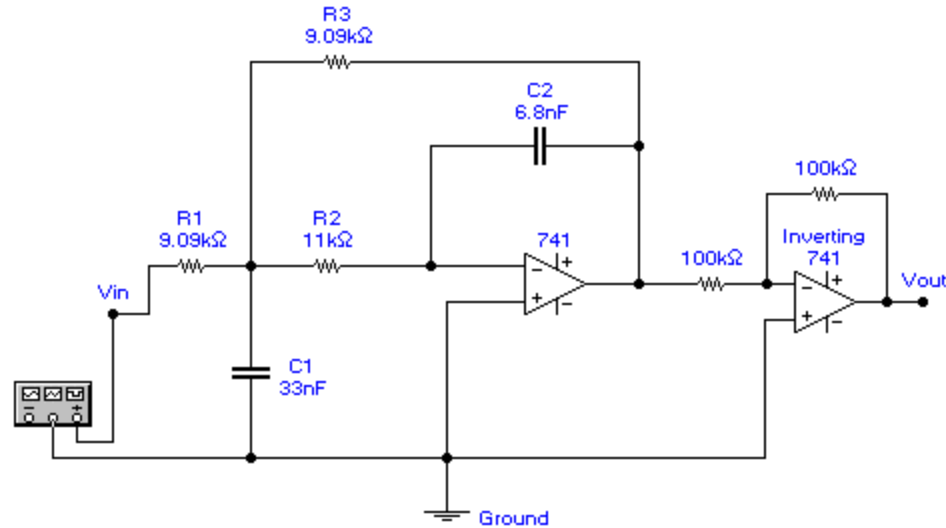 R3
9.09kΩ
C2
6.8nF
100kΩ
R1
9.09kΩ
R2
11kΩ
741
+
−
+
−
100kΩ
Inverting
741
+
−
+
−
Vin
Vout
C1
33nF
−
+
Ground